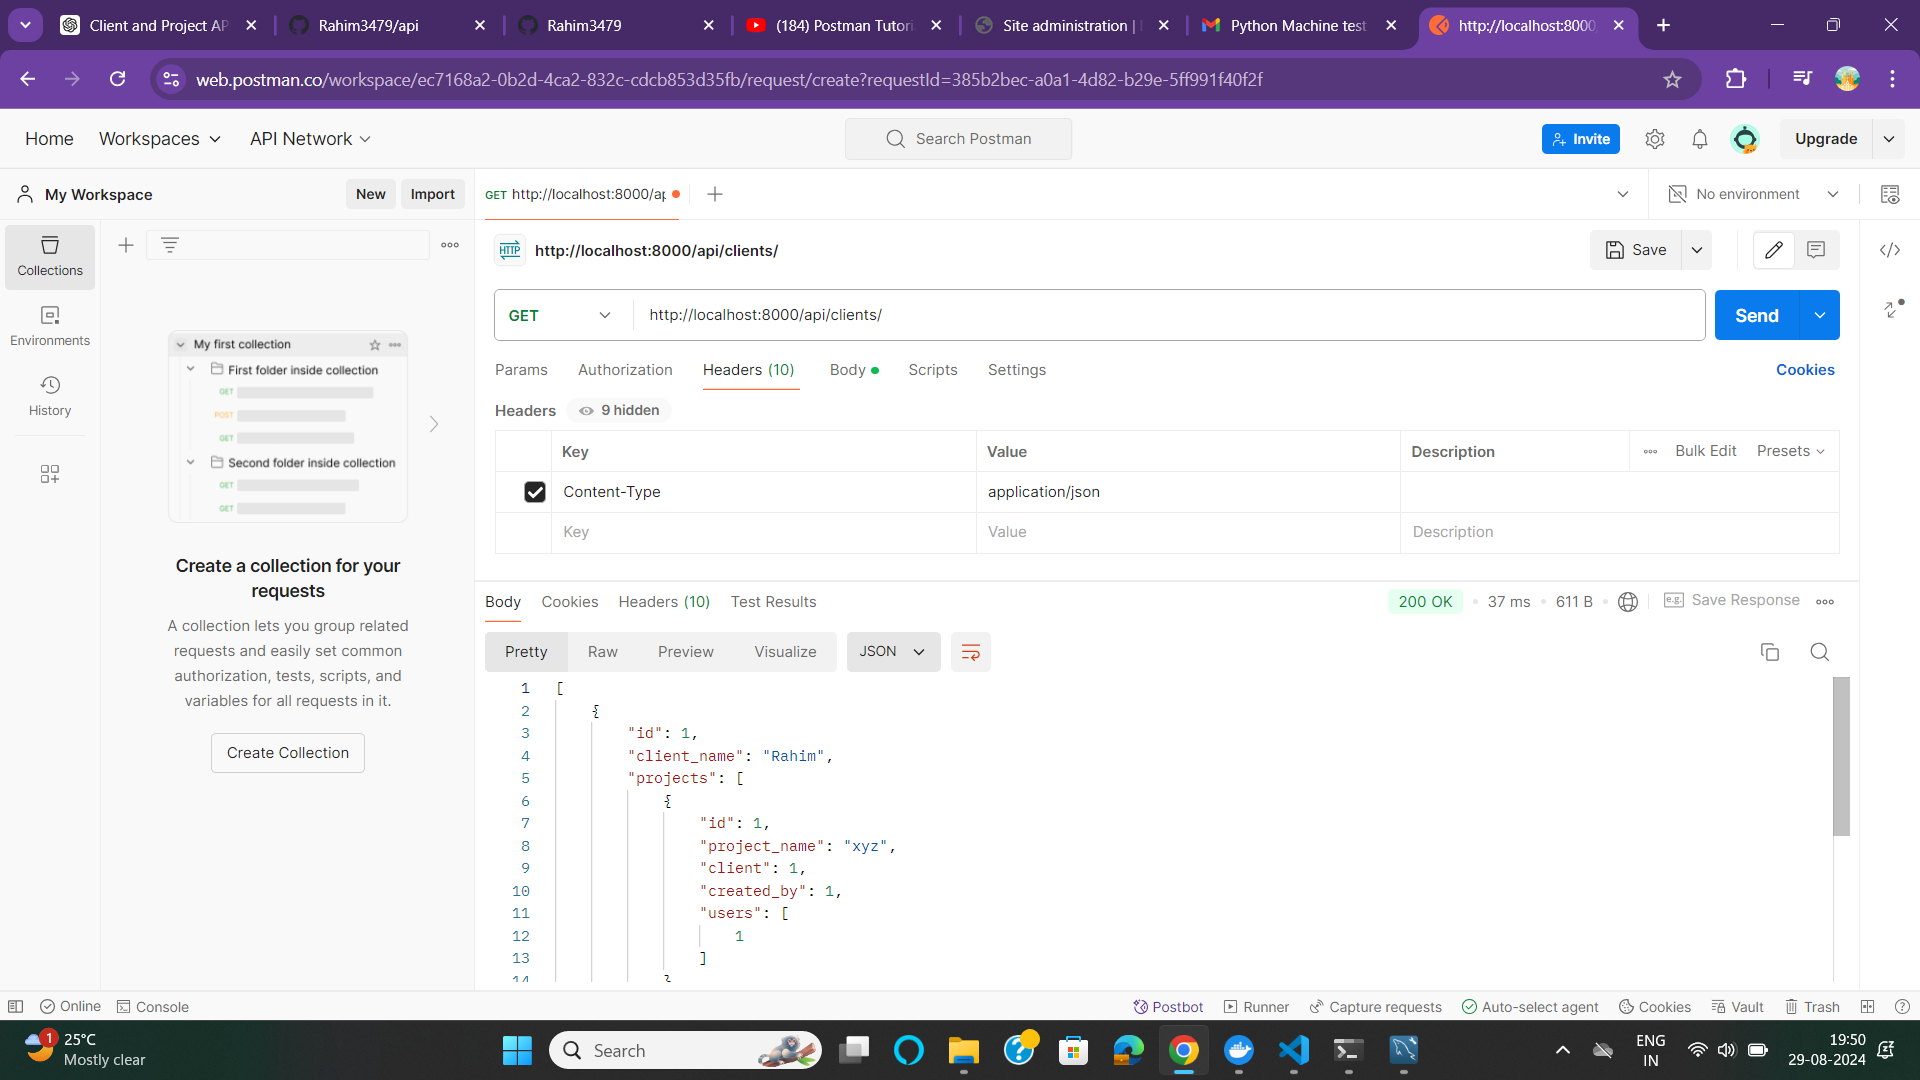 Client and Project AP
Rahim3479/api
Rahim3479
(184) Postman Tutori
Site administration |
Python Machine test
http://localhost:8000
web.postman.co/workspace/ec7168a2-0b2d-4ca2-832c-cdcb853d35fb/request/create?requestId=385b2bec-a0a1-4d82-b29e-5ff991f40f2f
Home
Workspaces
API Network
Search Postman
Invite
Upgrade
My Workspace
New
Import
GET http://localhost:8000/ap
No environment
Collections
Environments
History
HTTP http://localhost:8000/api/clients/
Save
GET
http://localhost:8000/api/clients/
Send
Params
Authorization
Headers (10)
Body
Scripts
Settings
Cookies
Headers
9 hidden
Key
Value
Description
Bulk Edit
Presets
Content-Type
application/json
Key
Value
Description
My first collection
First folder inside collection
GET
POST
GET
Second folder inside collection
GET
GET
Create a collection for your
requests
A collection lets you group related
requests and easily set common
authorization, tests, scripts, and
variables for all requests in it.
Create Collection
Body
Cookies
Headers (10)
Test Results
200 OK
37 ms
611 B
e.g. Save Response
Pretty
Raw
Preview
Visualize
JSON
1 [
2 {
3 "id": 1,
4 "client_name": "Rahim",
5 "projects": [
6 {
7 "id": 1,
8 "project_name": "xyz",
9 "client": 1,
10 "created_by": 1,
11 "users": [
12 1
13 ]
14 }
Online
Console
Postbot
Runner
Capture requests
Auto-select agent
Cookies
Vault
Trash
1
25°C
Mostly clear
Search
ENG
IN
19:50
29-08-2024